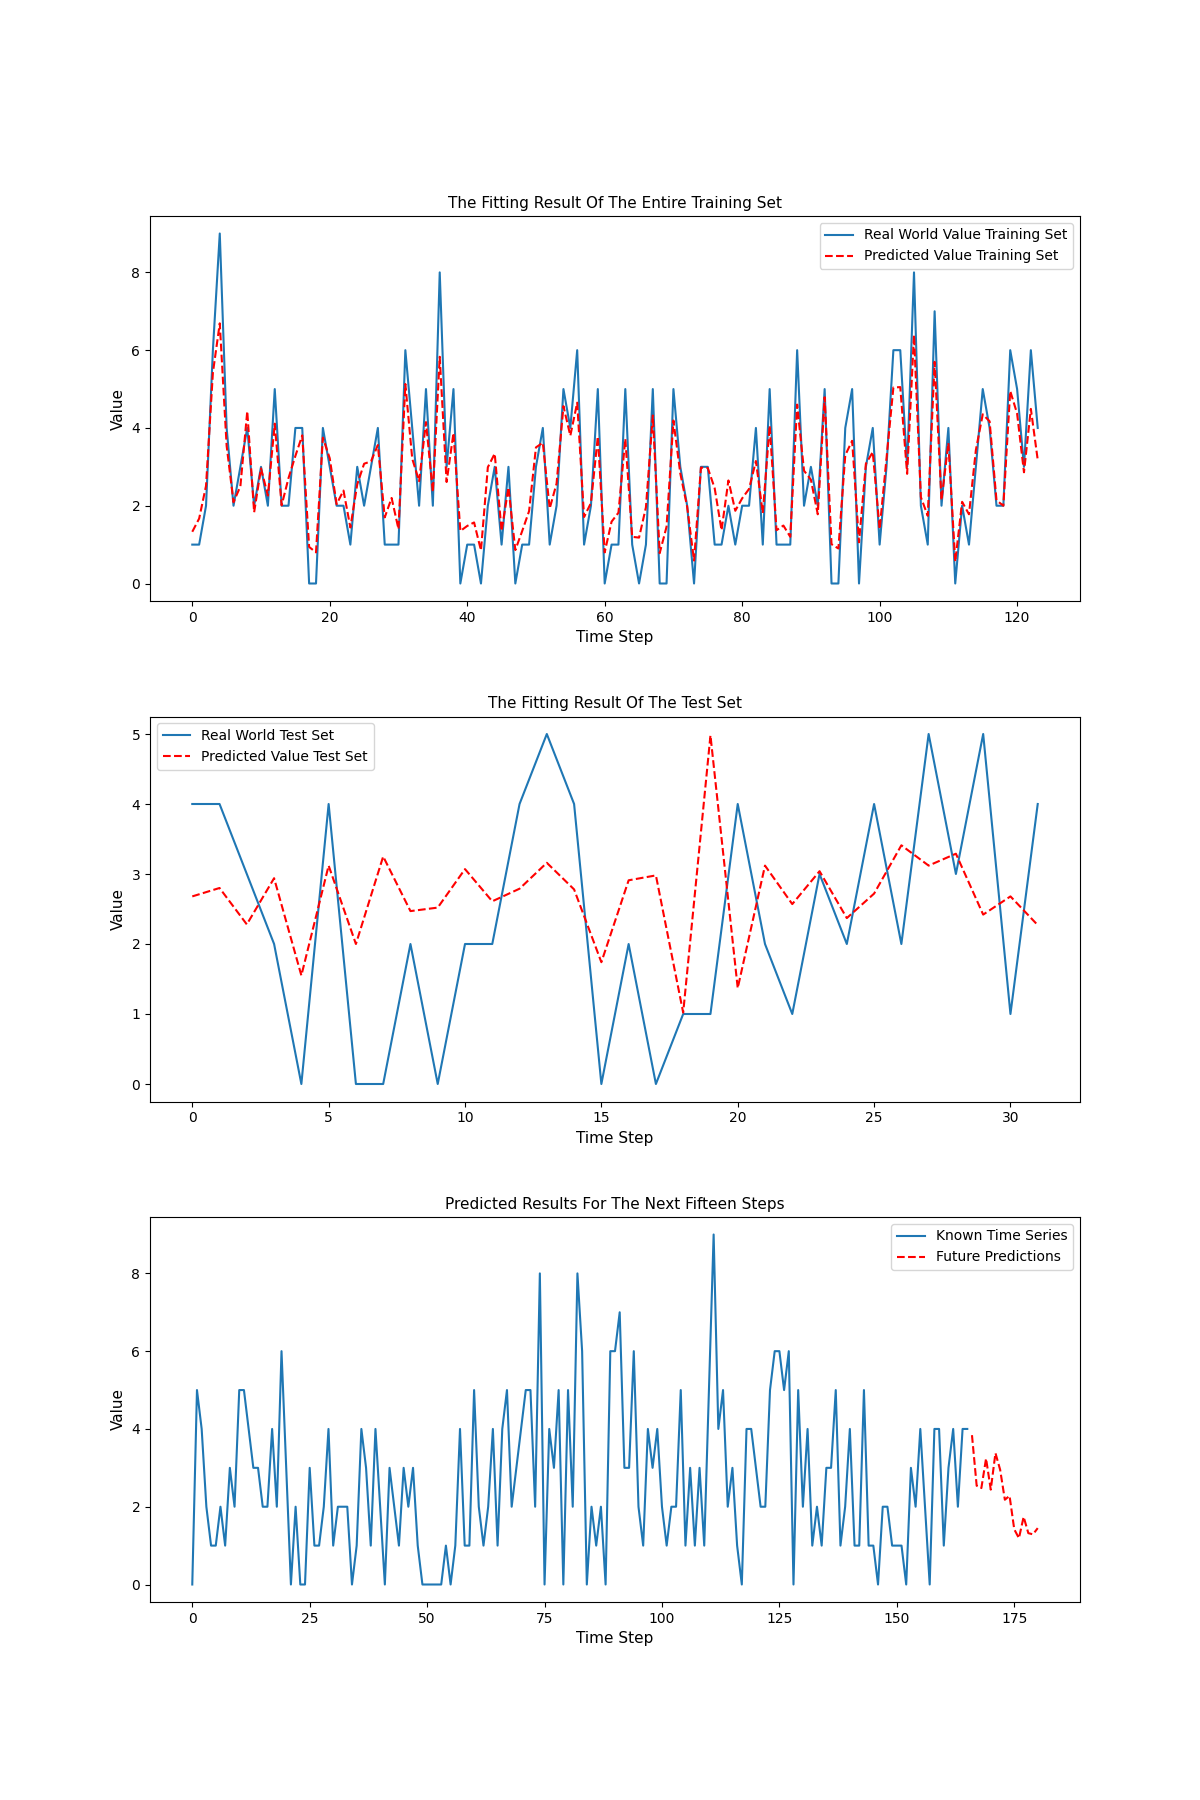 The Fitting Result Of The Entire Training Set
Real World Value Training Set
Predicted Value Training Set
Value
8
6
4
2
0
0 20 40 60 80 100 120
Time Step
The Fitting Result Of The Test Set
Real World Test Set
Predicted Value Test Set
Value
5
4
3
2
1
0
0 5 10 15 20 25 30
Time Step
Predicted Results For The Next Fifteen Steps
Known Time Series
Future Predictions
Value
8
6
4
2
0
0 25 50 75 100 125 150 175
Time Step